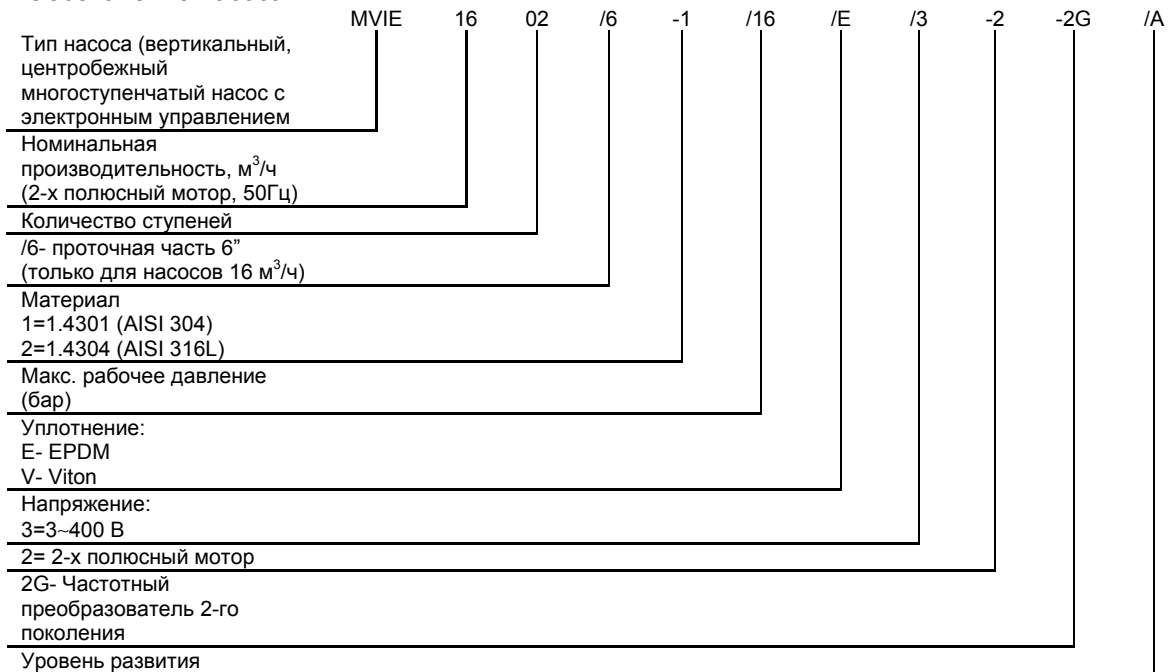 MVIE 16 02 /6 -1 /16 /E /3 -2 -2G /A
Тип насоса (вертикальный,
центробежный
многоступенчатый насос с
электронным управлением
Номинальная
производительность, м³/ч
(2-х полюсный мотор, 50Гц)
Количество ступеней
/6- проточная часть 6”
(только для насосов 16 м³/ч)
Материал
1=1.4301 (AISI 304)
2=1.4304 (AISI 316L)
Макс. рабочее давление
(бар)
Уплотнение:
E- EPDM
V- Viton
Напряжение:
3=3~400 В
2= 2-х полюсный мотор
2G- Частотный
преобразователь 2-го
поколения
Уровень развития